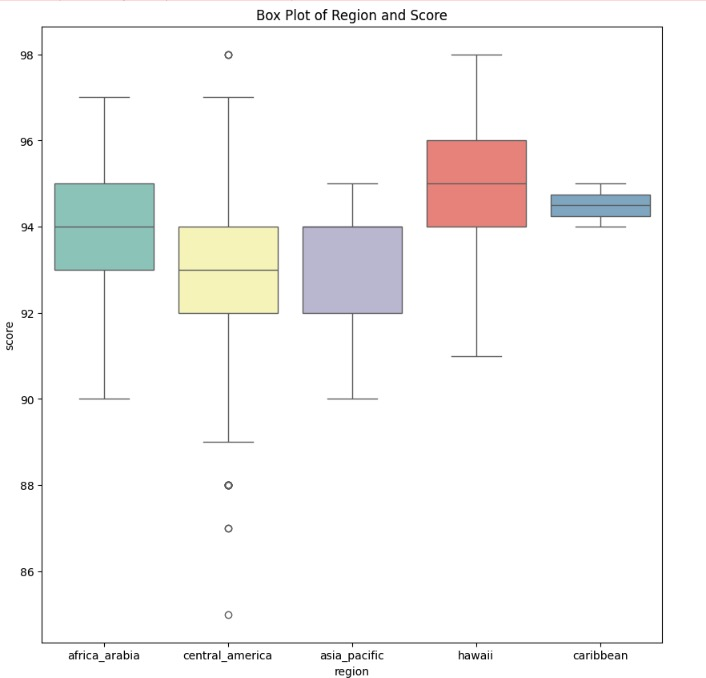 Box Plot of Region and Score
98
96
94
92
90
88
86
score
africa_arabia central_america asia_pacific hawaii caribbean
region